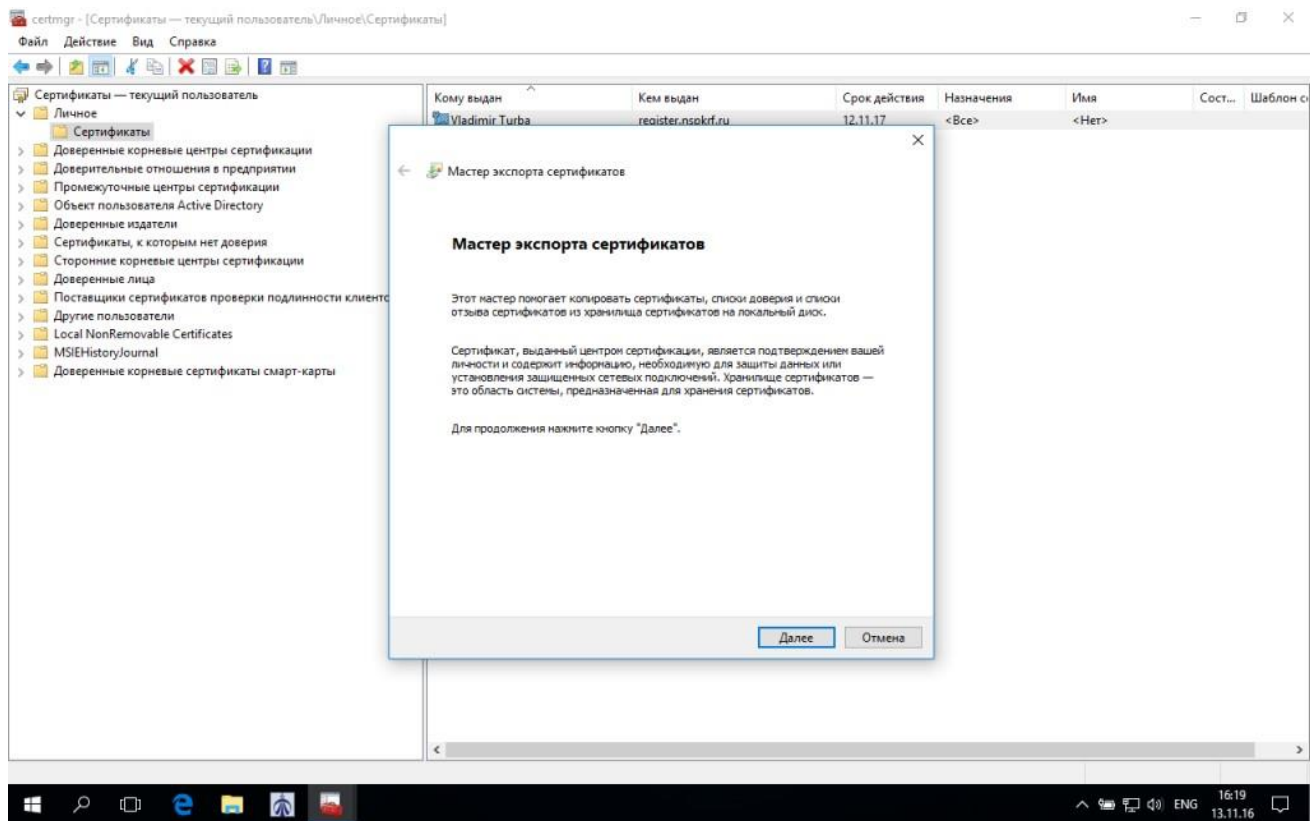 certmgr - [Сертификаты — текущий пользователь\Личное\Сертификаты]
Файл Действие Вид Справка
Сертификаты — текущий пользователь
Личное
Сертификаты
Доверенные корневые центры сертификации
Доверительные отношения в предприятии
Промежуточные центры сертификации
Объект пользователя Active Directory
Доверенные издатели
Сертификаты, к которым нет доверия
Сторонние корневые центры сертификации
Доверенные лица
Поставщики сертификатов проверки подлинности клиенто
Другие пользователи
Local NonRemovable Certificates
MSIEHistoryJournal
Доверенные корневые сертификаты смарт-карты
Кому выдан Кем выдан Срок действия Назначения Имя Сост... Шаблон с
Vladimir Turba register.nspkrf.ru 12.11.17 <Все> <Нет>
Мастер экспорта сертификатов
Мастер экспорта сертификатов
Этот мастер помогает копировать сертификаты, списки доверия и списки
отзыва сертификатов из хранилища сертификатов на локальный диск.
Сертификат, выданный центром сертификации, является подтверждением вашей
личности и содержит информацию, необходимую для защиты данных или
установления защищенных сетевых подключений. Хранилище сертификатов —
это область системы, предназначенная для хранения сертификатов.
Для продолжения нажмите кнопку "Далее".
Далее Отмена
ENG 16:19
13.11.16